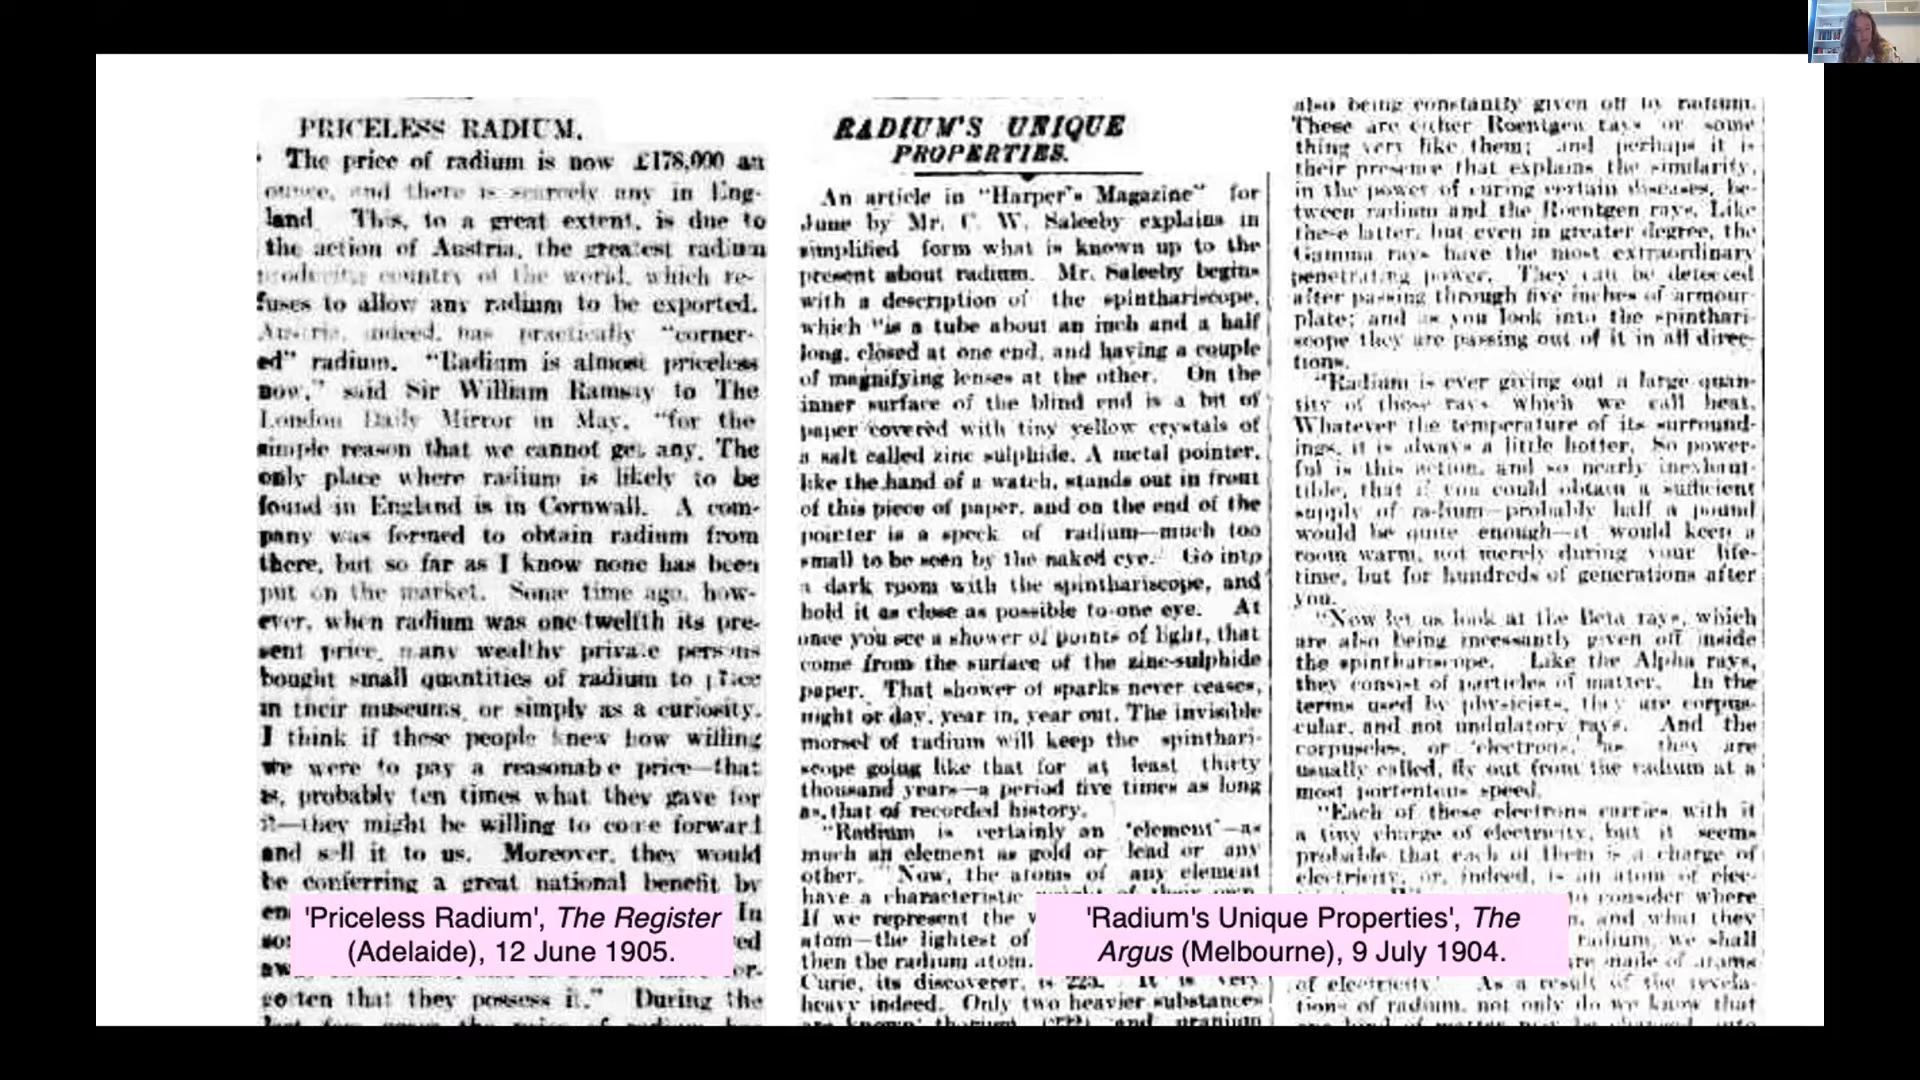 PRICELESS RADIUM.
The price of radium is now £178,000 an
ounce, and there is scarcely any in Eng-
land. This, to a great extent, is due to
the action of Austria, the greatest radium
producing country of the world, which re-
fuses to allow any radium to be exported.
Austria, indeed, has practically "corner-
ed" radium. "Radium is almost priceless
now," said Sir William Ramsay to The
London Daily Mirror in May, "for the
simple reason that we cannot get any. The
only place where radium is likely to be
found in England is in Cornwall. A com-
pany was formed to obtain radium from
there, but so far as I know none has been
put on the market. Some time ago, how-
ever, when radium was one-twelfth its pre-
sent price, many wealthy private persons
bought small quantities of radium to place
in their museums, or simply as a curiosity.
I think if these people knew how willing
we were to pay a reasonable price—that
is, probably ten times what they gave for
it—they might be willing to come forward
and sell it to us. Moreover, they would
be conferring a great national benefit by
In
gotten that they possess it." During the
'Priceless Radium', The Register
(Adelaide), 12 June 1905.
RADIUM'S UNIQUE
PROPERTIES.
An article in "Harper's Magazine" for
June by Mr. C. W. Saleeby explains in
simplified form what is known up to the
present about radium. Mr. Saleeby begins
with a description of the spinthariscope,
which "is a tube about an inch and a half
long, closed at one end, and having a couple
of magnifying lenses at the other. On the
inner surface of the blind end is a bit of
paper covered with tiny yellow crystals of
a salt called zinc sulphide. A metal pointer,
like the hand of a watch, stands out in front
of this piece of paper, and on the end of the
pointer is a speck of radium—much too
small to be seen by the naked eye. Go into
a dark room with the spinthariscope, and
hold it as close as possible to one eye. At
once you see a shower of points of light, that
come from the surface of the zinc-sulphide
paper. That shower of sparks never ceases,
night or day, year in, year out. The invisible
morsel of radium will keep the spinthari-
scope going like that for at least thirty
thousand years—a period five times as long
as that of recorded history.
"Radium is certainly an 'element'—as
much an element as gold or lead or any
other. Now, the atoms of any element
have a characteristic weight of their own.
If we represent the
atom—the lightest of
then the radium atom.
Curie, its discoverer, is 225. It is very
heavy indeed. Only two heavier substances
are known: thorium and uranium
also being constantly given off by radium.
These are either Roentgen rays or some
thing very like them; and perhaps it is
their presence that explains the similarity,
in the power of curing certain diseases, be-
tween radium and the Roentgen rays. Like
these latter, but even in greater degree, the
Gamma rays have the most extraordinary
penetrating power. They can be detected
after passing through five inches of armour
plate; and as you look into the spinthari-
scope they are passing out of it in all direc-
tions.
"Radium is ever giving out a large quan-
tity of these rays which we call heat.
Whatever the temperature of its surround-
ings, it is always a little hotter. So power-
ful is this action, and so nearly inexhaus-
tible, that if you could obtain a sufficient
supply of radium—probably half a pound
would be quite enough—it would keep a
room warm, not merely during your life-
time, but for hundreds of generations after
you.
"Now let us look at the Beta rays, which
are also being incessantly given off inside
the spinthariscope. Like the Alpha rays,
they consist of particles of matter. In the
terms used by physicists, they are corpus-
cular, and not undulatory rays. And the
corpuscles, or 'electrons,' as they are
usually called, fly out from the radium at a
most portentous speed.
"Each of these electrons carries with it
a tiny charge of electricity, but it seems
probable that each of them is a charge of
electricity, or, indeed, is an atom of elec-
to consider where
and what they
radium, we shall
are made of atoms
of electricity. As a result of the revela-
tions of radium, not only do we know that
'Radium's Unique Properties', The
Argus (Melbourne), 9 July 1904.